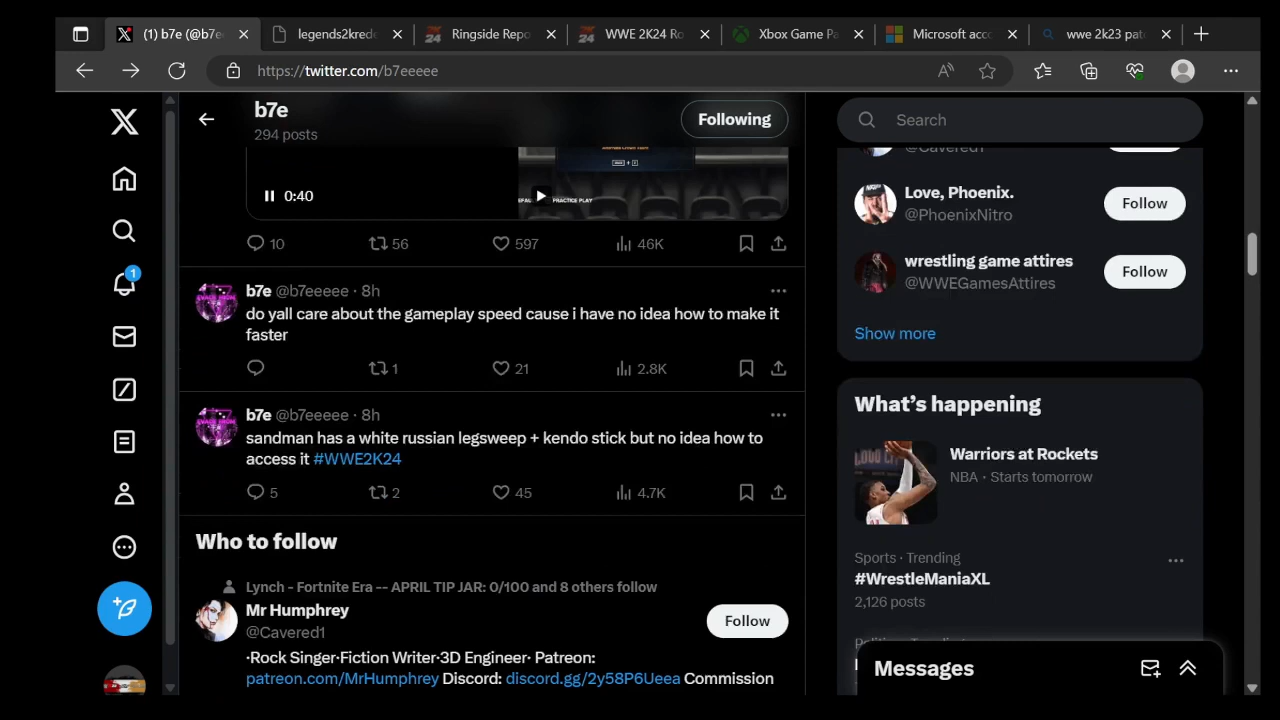 (1) b7e (@b7e
legends2kred
Ringside Repo
WWE 2K24 Ro
Xbox Game Pa
Microsoft acc
wwe 2k23 pat
https://twitter.com/b7eeeee
b7e
294 posts
Following
Search
0:40
PRACTICE PLAY
10
56
597
46K
b7e @b7eeeee · 8h
do yall care about the gameplay speed cause i have no idea how to make it
faster
1
21
2.8K
b7e @b7eeeee · 8h
sandman has a white russian legsweep + kendo stick but no idea how to
access it #WWE2K24
5
2
45
4.7K
Who to follow
Lynch - Fortnite Era -- APRIL TIP JAR: 0/100 and 8 others follow
Mr Humphrey
@Cavered1
Follow
·Rock Singer·Fiction Writer·3D Engineer· Patreon:
patreon.com/MrHumphrey Discord: discord.gg/2y58P6Ueea Commission
@Cavered1
Love, Phoenix.
@PhoenixNitro
Follow
wrestling game attires
@WWEGamesAttires
Follow
Show more
What's happening
Warriors at Rockets
NBA · Starts tomorrow
Sports · Trending
#WrestleManiaXL
2,126 posts
Messages
1